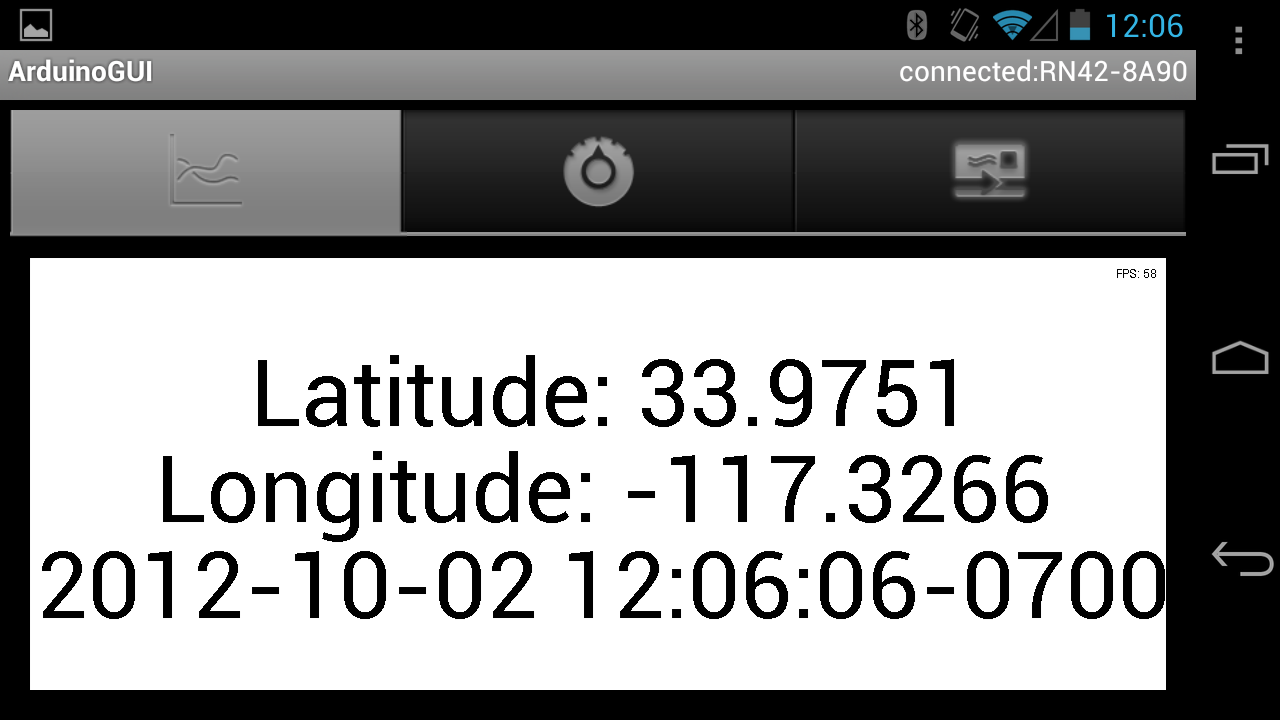 12:06
ArduinoGUI connected:RN42-8A90
FPS: 58
Latitude: 33.9751
Longitude: -117.3266
2012-10-02 12:06:06-0700